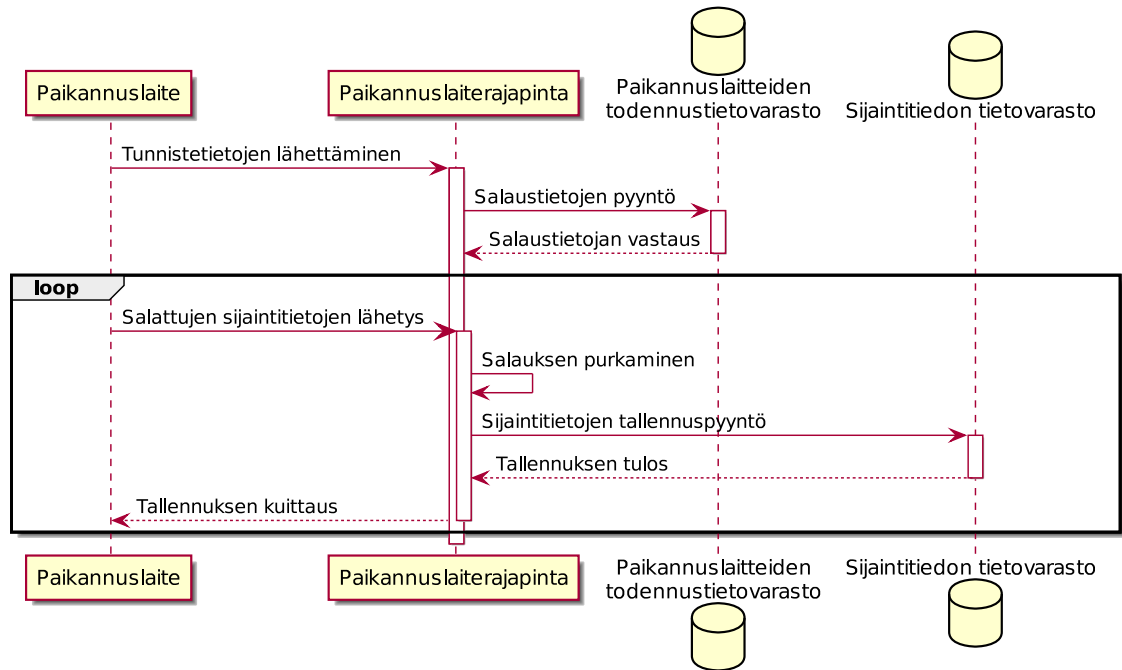 Paikannuslaite
Paikannuslaiterajapinta
Paikannuslaitteiden
todennustietovarasto
Sijaintitiedon tietovarasto
Tunnistetietojen lähettäminen
Salaustietojen pyyntö
Salaustietojan vastaus
loop
Salattujen sijaintitietojen lähetys
Salauksen purkaminen
Sijaintitietojen tallennuspyyntö
Tallennuksen tulos
Tallennuksen kuittaus
Paikannuslaite
Paikannuslaiterajapinta
Paikannuslaitteiden
todennustietovarasto
Sijaintitiedon tietovarasto